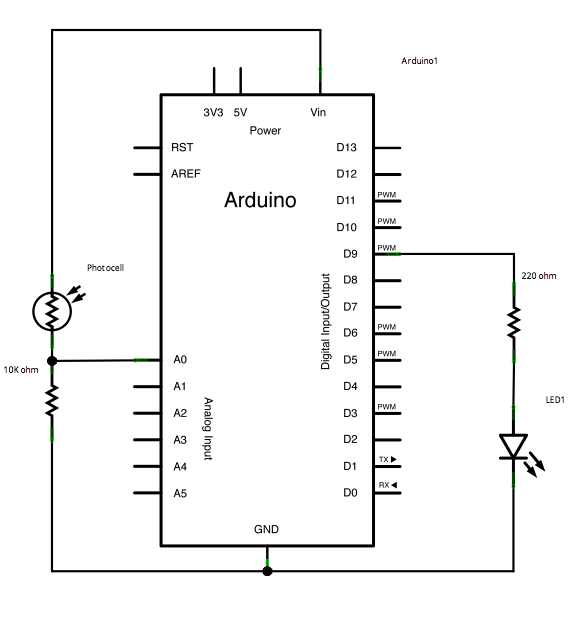 Arduino1
3V3 5V Vin
Power
RST D13
AREF D12
Arduino
D11 PWM
D10 PWM
D9 PWM
Photocell
220 ohm
D8
D7
Digital Input/Output
D6 PWM
10K ohm
A0 D5 PWM
A1 D4
LED1
A2 D3 PWM
Analog Input
A3 D2
A4 D1 TX ▶
A5 D0 RX ◀
GND